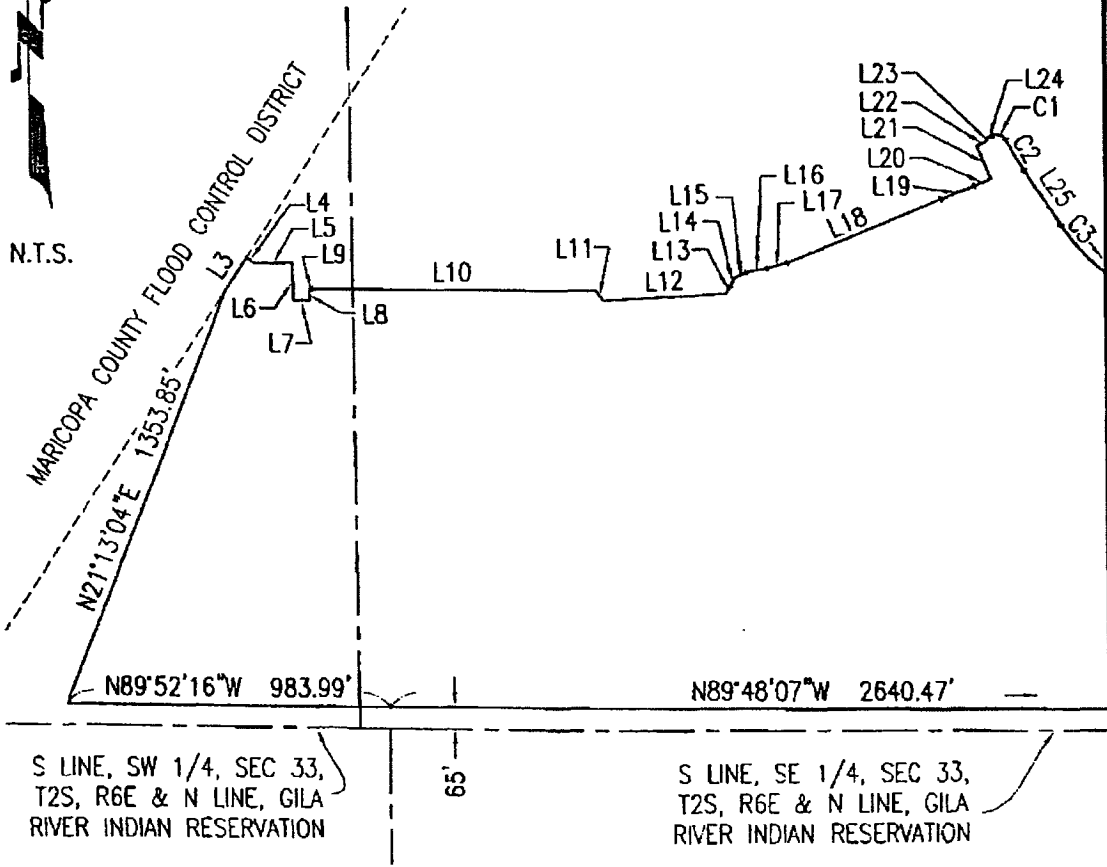 L23
L24
L22
C1
L21
C2
L20
L25
L19
C3
L16
L15
L17
L14
L18
L13
MARICOPA COUNTY FLOOD CONTROL DISTRICT
L4
L5
N.T.S.
L3
L9
L10
L11
L12
L6
L8
L7
N21°13'04"E 1353.85'
N89°52'16"W 983.99'
N89°48'07"W 2640.47'
65'
S LINE, SW 1/4, SEC 33,
T2S, R6E & N LINE, GILA
RIVER INDIAN RESERVATION
S LINE, SE 1/4, SEC 33,
T2S, R6E & N LINE, GILA
RIVER INDIAN RESERVATION